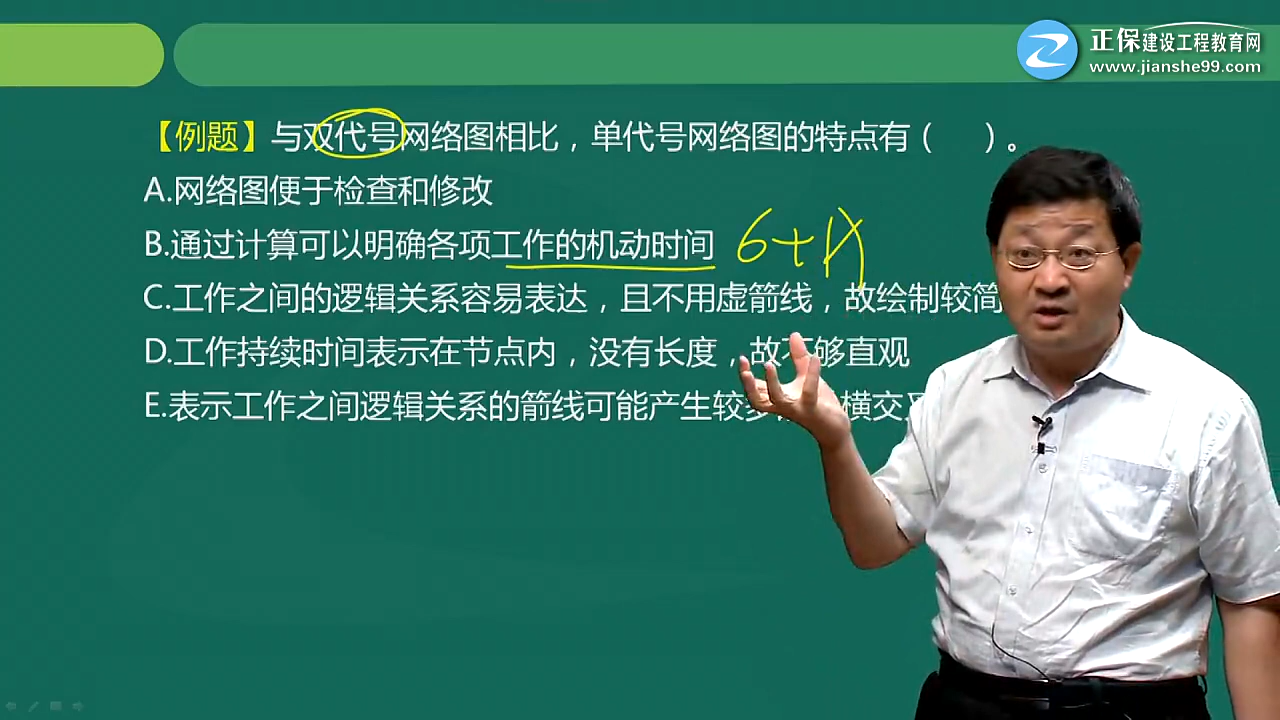 正保建设工程教育网
www.jianshe99.com
【例题】与双代号网络图相比，单代号网络图的特点有（ ）。
A.网络图便于检查和修改
B.通过计算可以明确各项工作的机动时间 6+
C.工作之间的逻辑关系容易表达，且不用虚箭线，故绘制较简
D.工作持续时间表示在节点内，没有长度，故不够直观
E.表示工作之间逻辑关系的箭线可能产生较多 横交